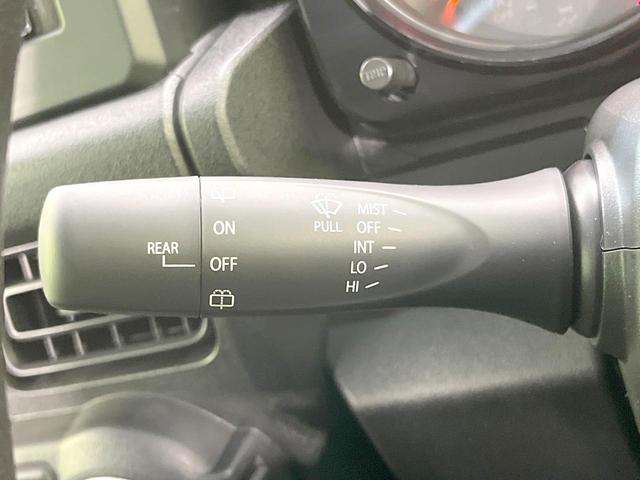 REAR
ON
OFF
PULL
MIST
OFF
INT
LO
HI